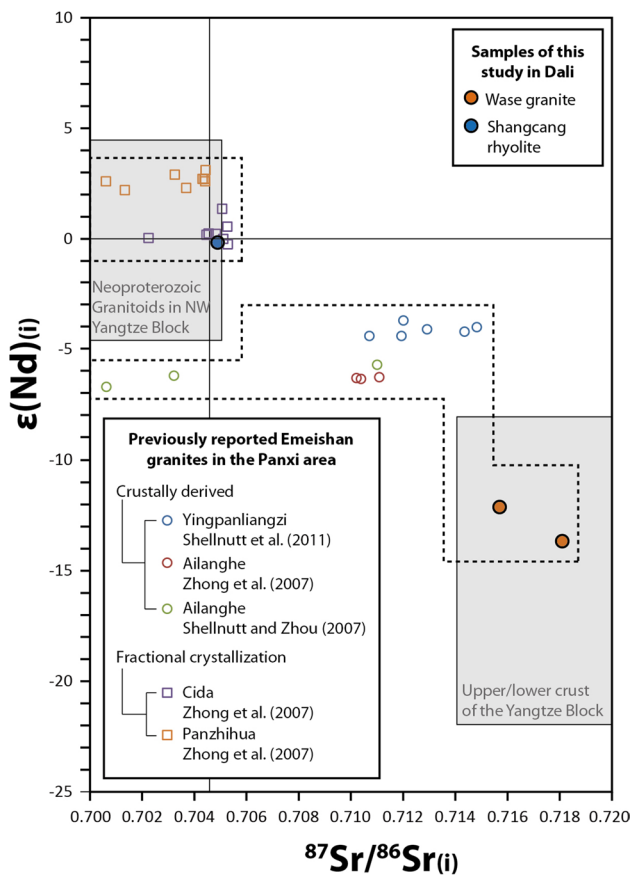 10
5
0
-5
-10
-15
-20
-25
ε(Nd)(i)
Samples of this
study in Dali
Wase granite
Shangcang
rhyolite
Neoproterozoic
Granitoids in NW
Yangtze Block
Previously reported Emeishan
granites in the Panxi area
Crustally derived
Yingpanliangzi
Shellnutt et al. (2011)
Ailanghe
Zhong et al. (2007)
Ailanghe
Shellnutt and Zhou (2007)
Fractional crystallization
Cida
Zhong et al. (2007)
Panzhihua
Zhong et al. (2007)
Upper/lower crust
of the Yangtze Block
0.700 0.702 0.704 0.706 0.708 0.710 0.712 0.714 0.716 0.718 0.720
⁸⁷Sr/⁸⁶Sr(i)